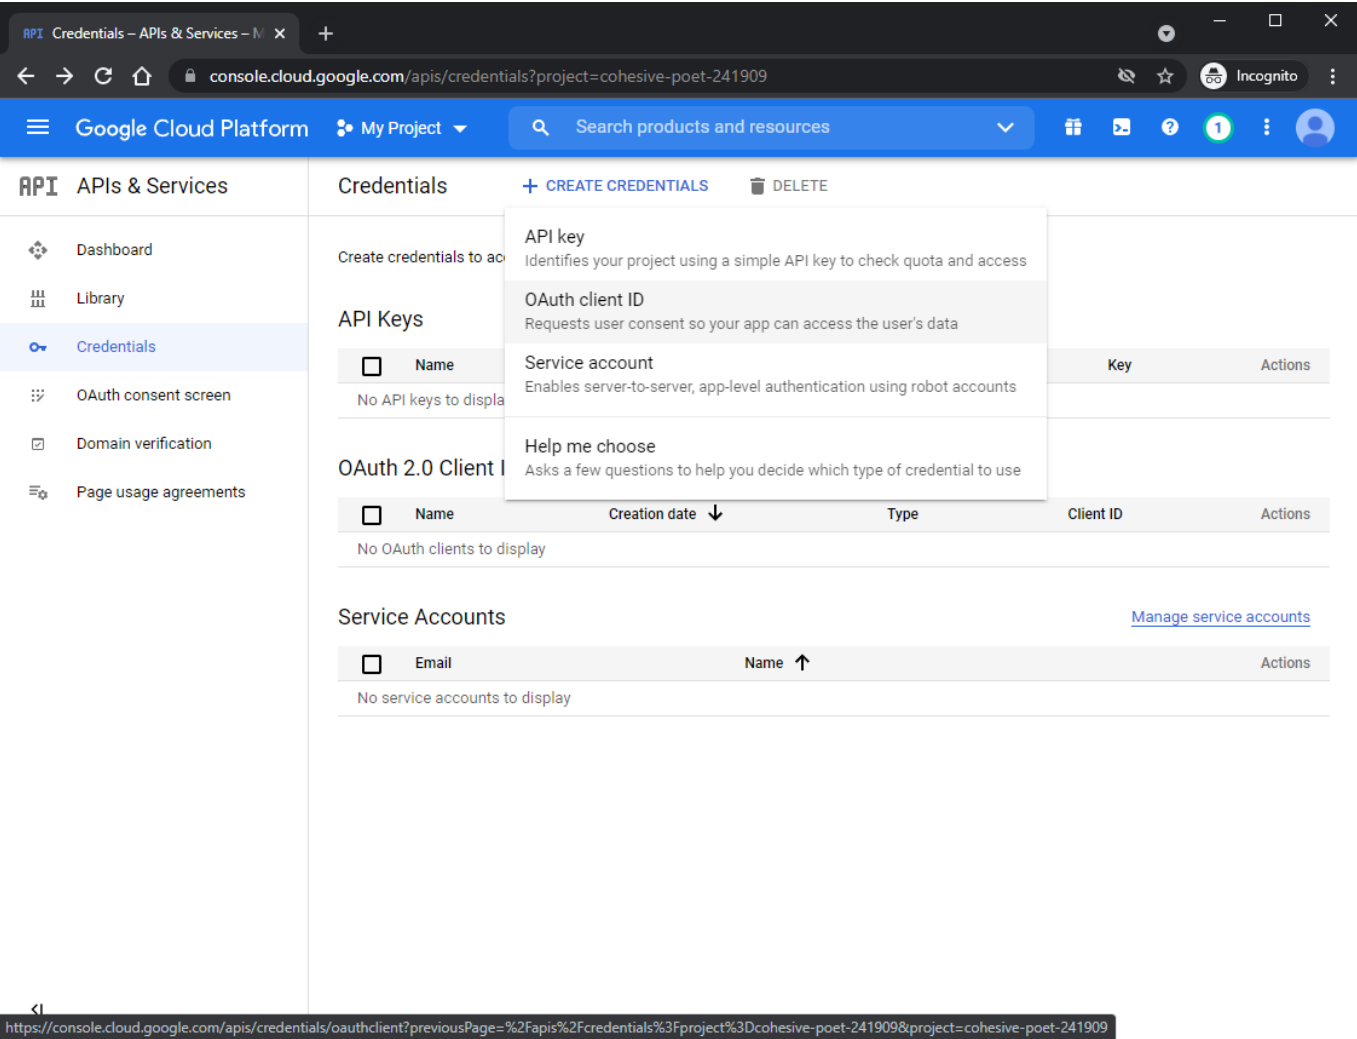 API Credentials – APIs & Services – M
console.cloud.google.com/apis/credentials?project=cohesive-poet-241909
Incognito
Google Cloud Platform
My Project
Search products and resources
1
API APIs & Services
Credentials
CREATE CREDENTIALS
DELETE
Dashboard
Library
Credentials
OAuth consent screen
Domain verification
Page usage agreements
Create credentials to ac
API key
Identifies your project using a simple API key to check quota and access
OAuth client ID
Requests user consent so your app can access the user's data
Service account
Enables server-to-server, app-level authentication using robot accounts
Help me choose
Asks a few questions to help you decide which type of credential to use
API Keys
Name Key Actions
No API keys to displa
OAuth 2.0 Client I
Name Creation date Type Client ID Actions
No OAuth clients to display
Service Accounts
Manage service accounts
Email Name Actions
No service accounts to display
https://console.cloud.google.com/apis/credentials/oauthclient?previousPage=%2Fapis%2Fcredentials%3Fproject%3Dcohesive-poet-241909&project=cohesive-poet-241909